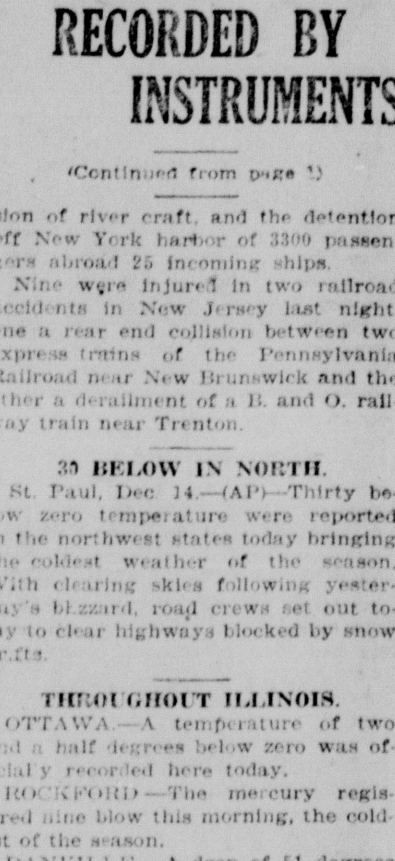 RECORDED BY
INSTRUMENTS
(Continued from page 1)
of river craft, and the detention
off New York harbor of 3300 passen
abroad 25 incoming ships.
Nine were injured in two railroad
accidents in New Jersey last night
one a rear end collision between two
express trains of the Pennsylvania
Railroad near New Brunswick and the
other a derailment of a B. and O. rail-
way train near Trenton.
BELOW IN NORTH.
St. Paul, Dec 14.—(AP)—Thirty be-
low zero temperature were reported
in the northwest states today bringing
the coldest weather of the season.
With clearing skies following yester-
day's blizzard, road crews set out to-
day to clear highways blocked by snow
drifts.
THROUGHOUT ILLINOIS.
OTTAWA.—A temperature of two
and a half degrees below zero was of-
ficially recorded here today.
ROCKFORD—The mercury regis-
tered nine blow this morning, the cold-
est of the season.
A drop of 51 degrees